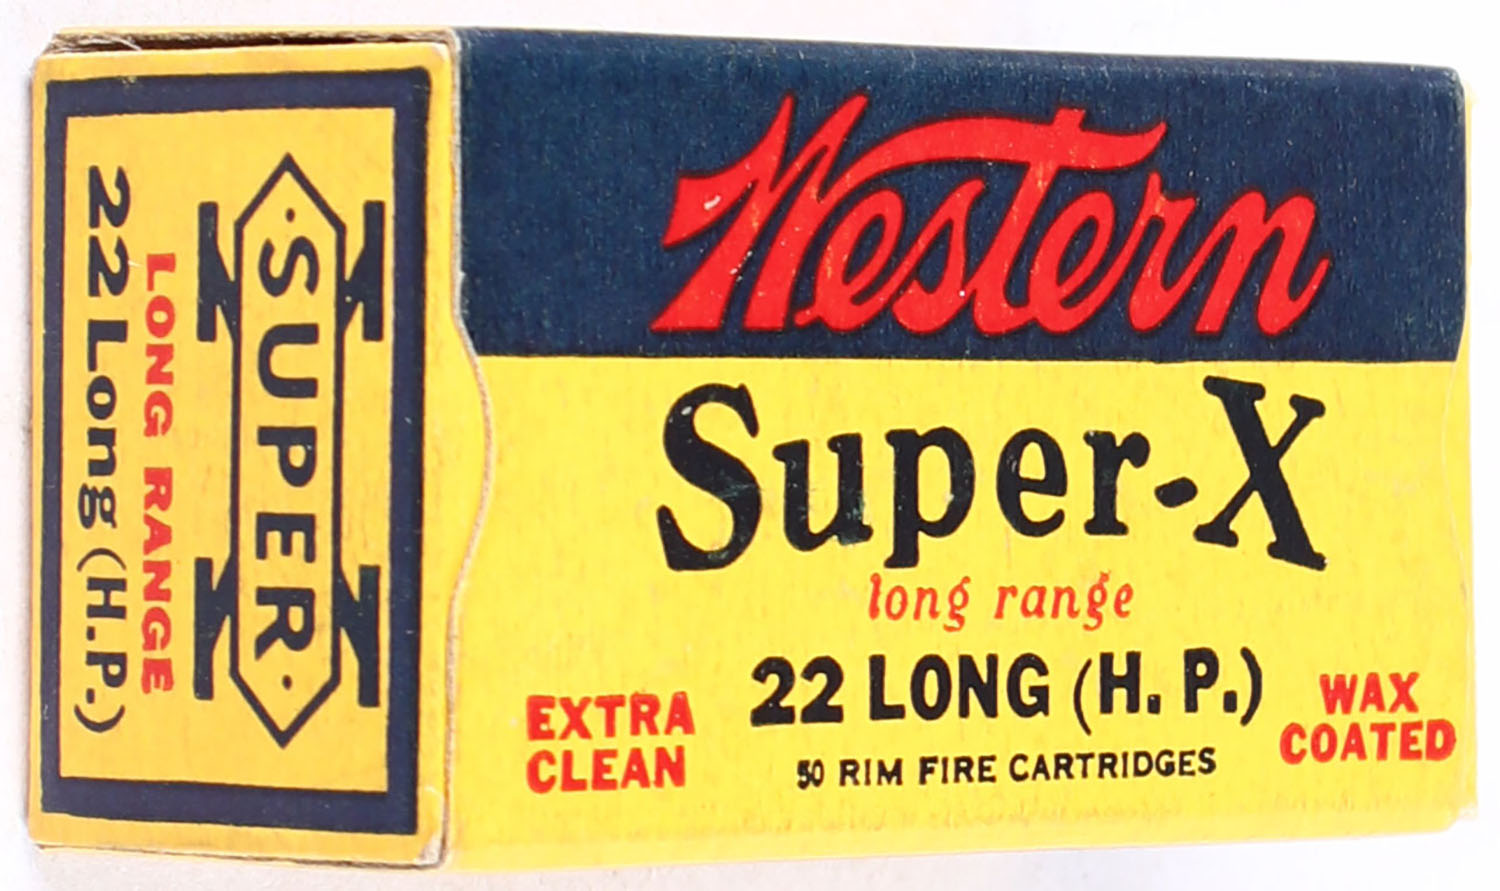 Western
Super-X
long range
22 LONG (H. P.)
50 RIM FIRE CARTRIDGES
EXTRA
CLEAN
WAX
COATED
·SUPER·
X
LONG RANGE
22 Long (H.P.)